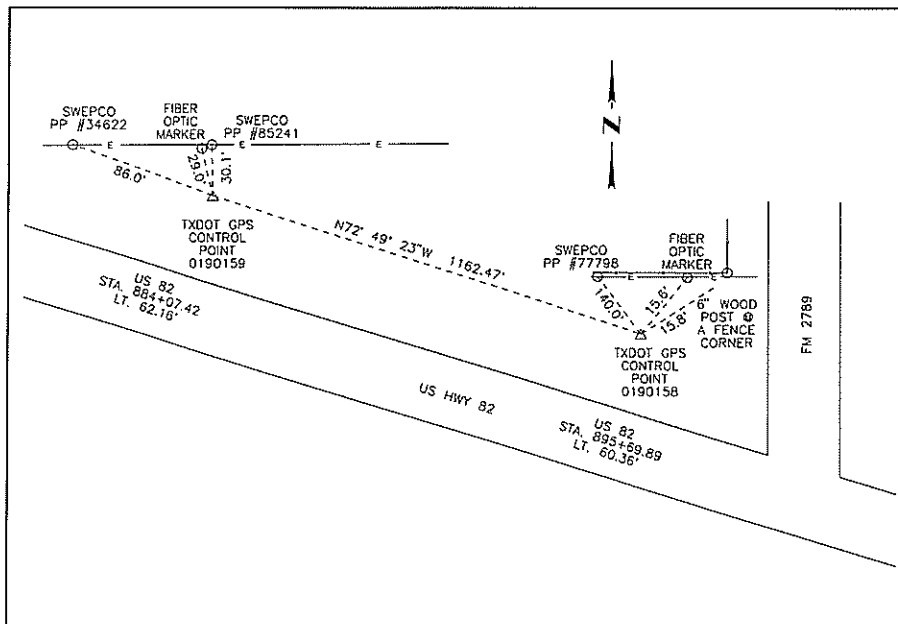 SWEPCO
PP #34622
FIBER
OPTIC
MARKER
SWEPCO
PP #85241
E
E
E
86.0'
29.0'
30.1'
TXDOT GPS
CONTROL
POINT
0190159
N
N72° 49' 23"W 1162.47'
SWEPCO
PP #77798
FIBER
OPTIC
MARKER
E
E
140.0'
15.6'
15.8'
6" WOOD
POST @
A FENCE
CORNER
TXDOT GPS
CONTROL
POINT
0190158
FM 2789
US 82
STA. 884+07.42
LT. 62.16'
US HWY 82
US 82
STA. 895+69.89
LT. 60.36'